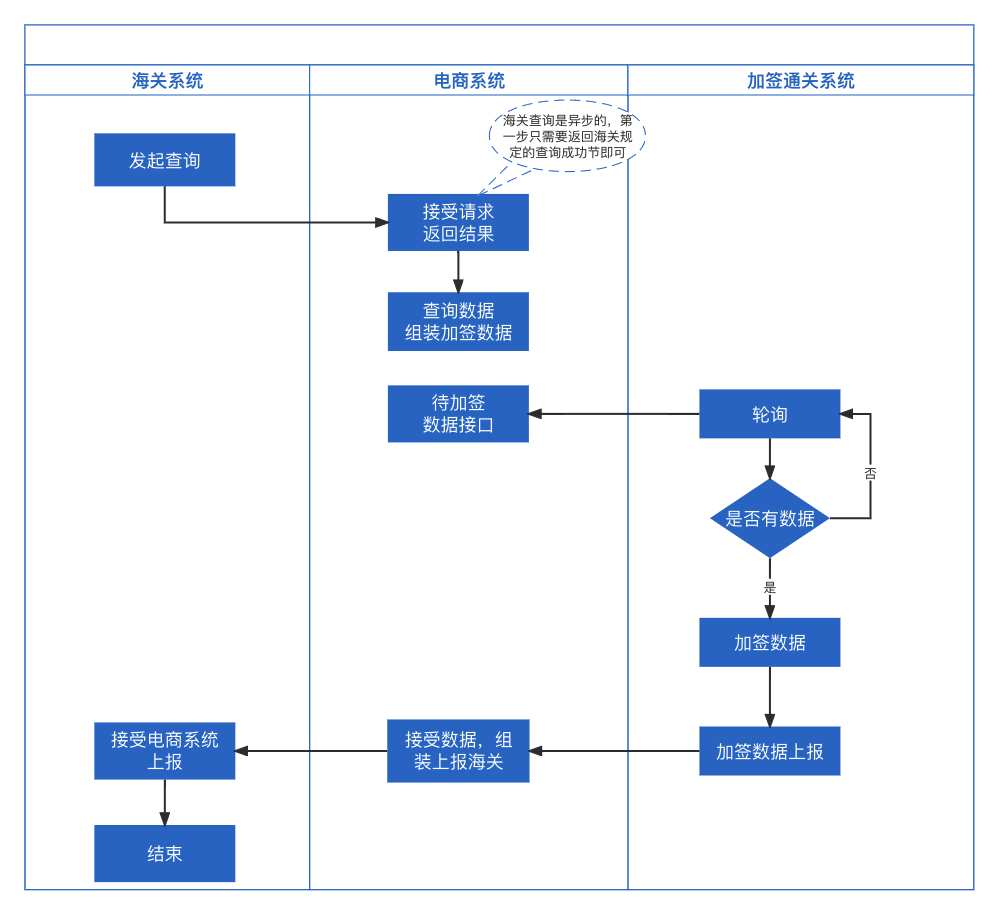 海关系统
电商系统
加签通关系统
海关查询是异步的，第
一步只需要返回海关规
定的查询成功节即可
发起查询
接受请求
返回结果
查询数据
组装加签数据
待加签
数据接口
轮询
否
是否有数据
是
加签数据
接受电商系统
上报
接受数据，组
装上报海关
加签数据上报
结束